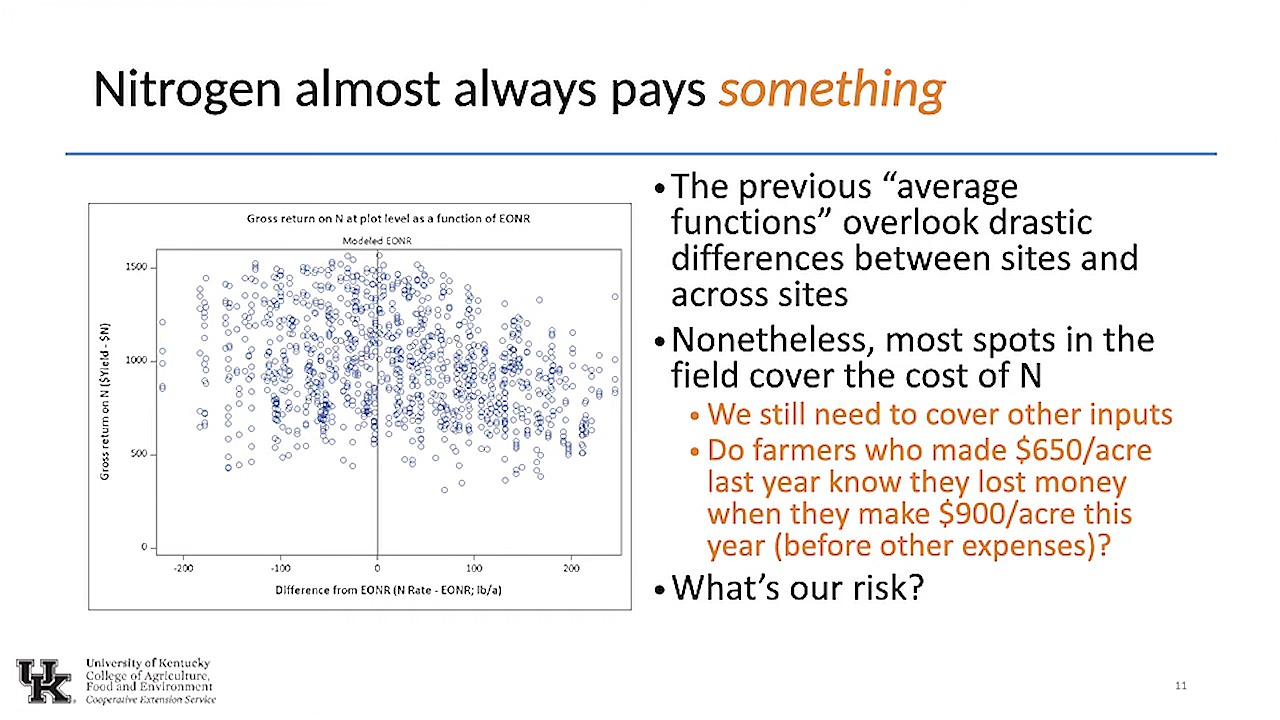 Nitrogen almost always pays something
Gross return on N at plot level as a function of EONR
Modeled EONR
Gross return on N ($Yield - $N)
1500
1000
500
0
-200
-100
0
100
200
Difference from EONR (N Rate - EONR; lb/a)
• The previous “average
functions” overlook drastic
differences between sites and
across sites
• Nonetheless, most spots in the
field cover the cost of N
• We still need to cover other inputs
• Do farmers who made $650/acre
last year know they lost money
when they make $900/acre this
year (before other expenses)?
• What’s our risk?
UK
University of Kentucky
College of Agriculture,
Food and Environment
Cooperative Extension Service
11